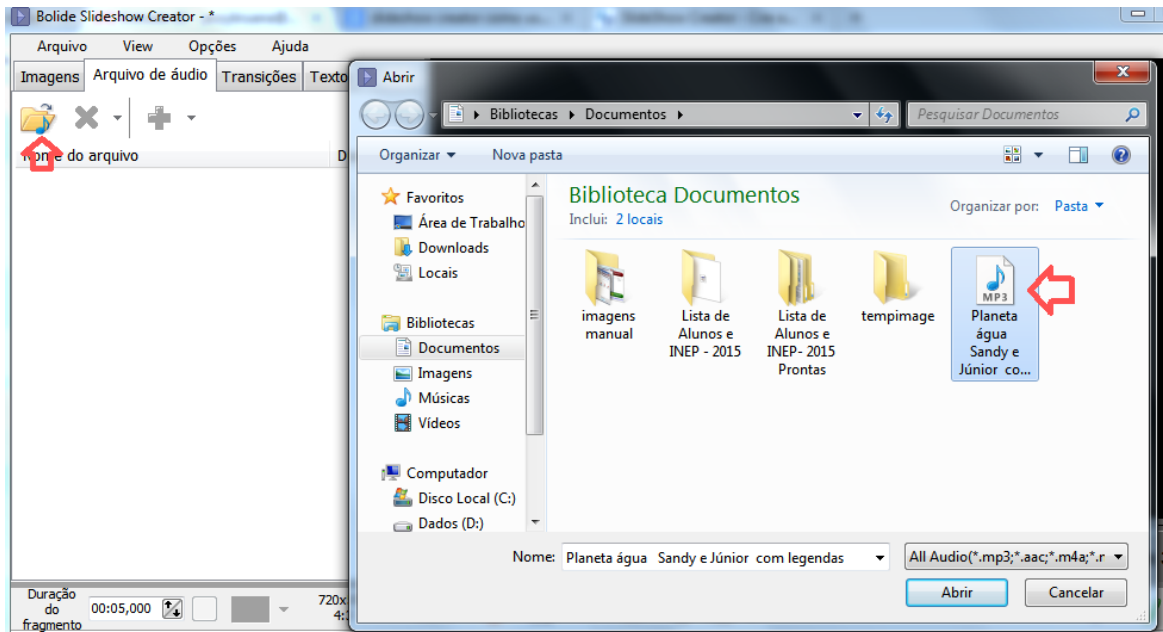 Bolide Slideshow Creator - *
Arquivo View Opções Ajuda
Imagens Arquivo de áudio Transições Texto
Nome do arquivo D
Abrir
Bibliotecas Documentos
Pesquisar Documentos
Organizar Nova pasta
Favoritos
Área de Trabalho
Downloads
Locais
Bibliotecas
Documentos
Imagens
Músicas
Vídeos
Computador
Disco Local (C:)
Dados (D:)
Biblioteca Documentos
Inclui: 2 locais
Organizar por: Pasta
imagens
manual
Lista de
Alunos e
INEP - 2015
Lista de
Alunos e
INEP- 2015
Prontas
tempimage
MP3
Planeta
água
Sandy e
Júnior co...
Nome: Planeta água Sandy e Júnior com legendas All Audio(*.mp3;*.aac;*.m4a;*.r
Abrir Cancelar
Duração
do
fragmento
00:05,000
720x
4: